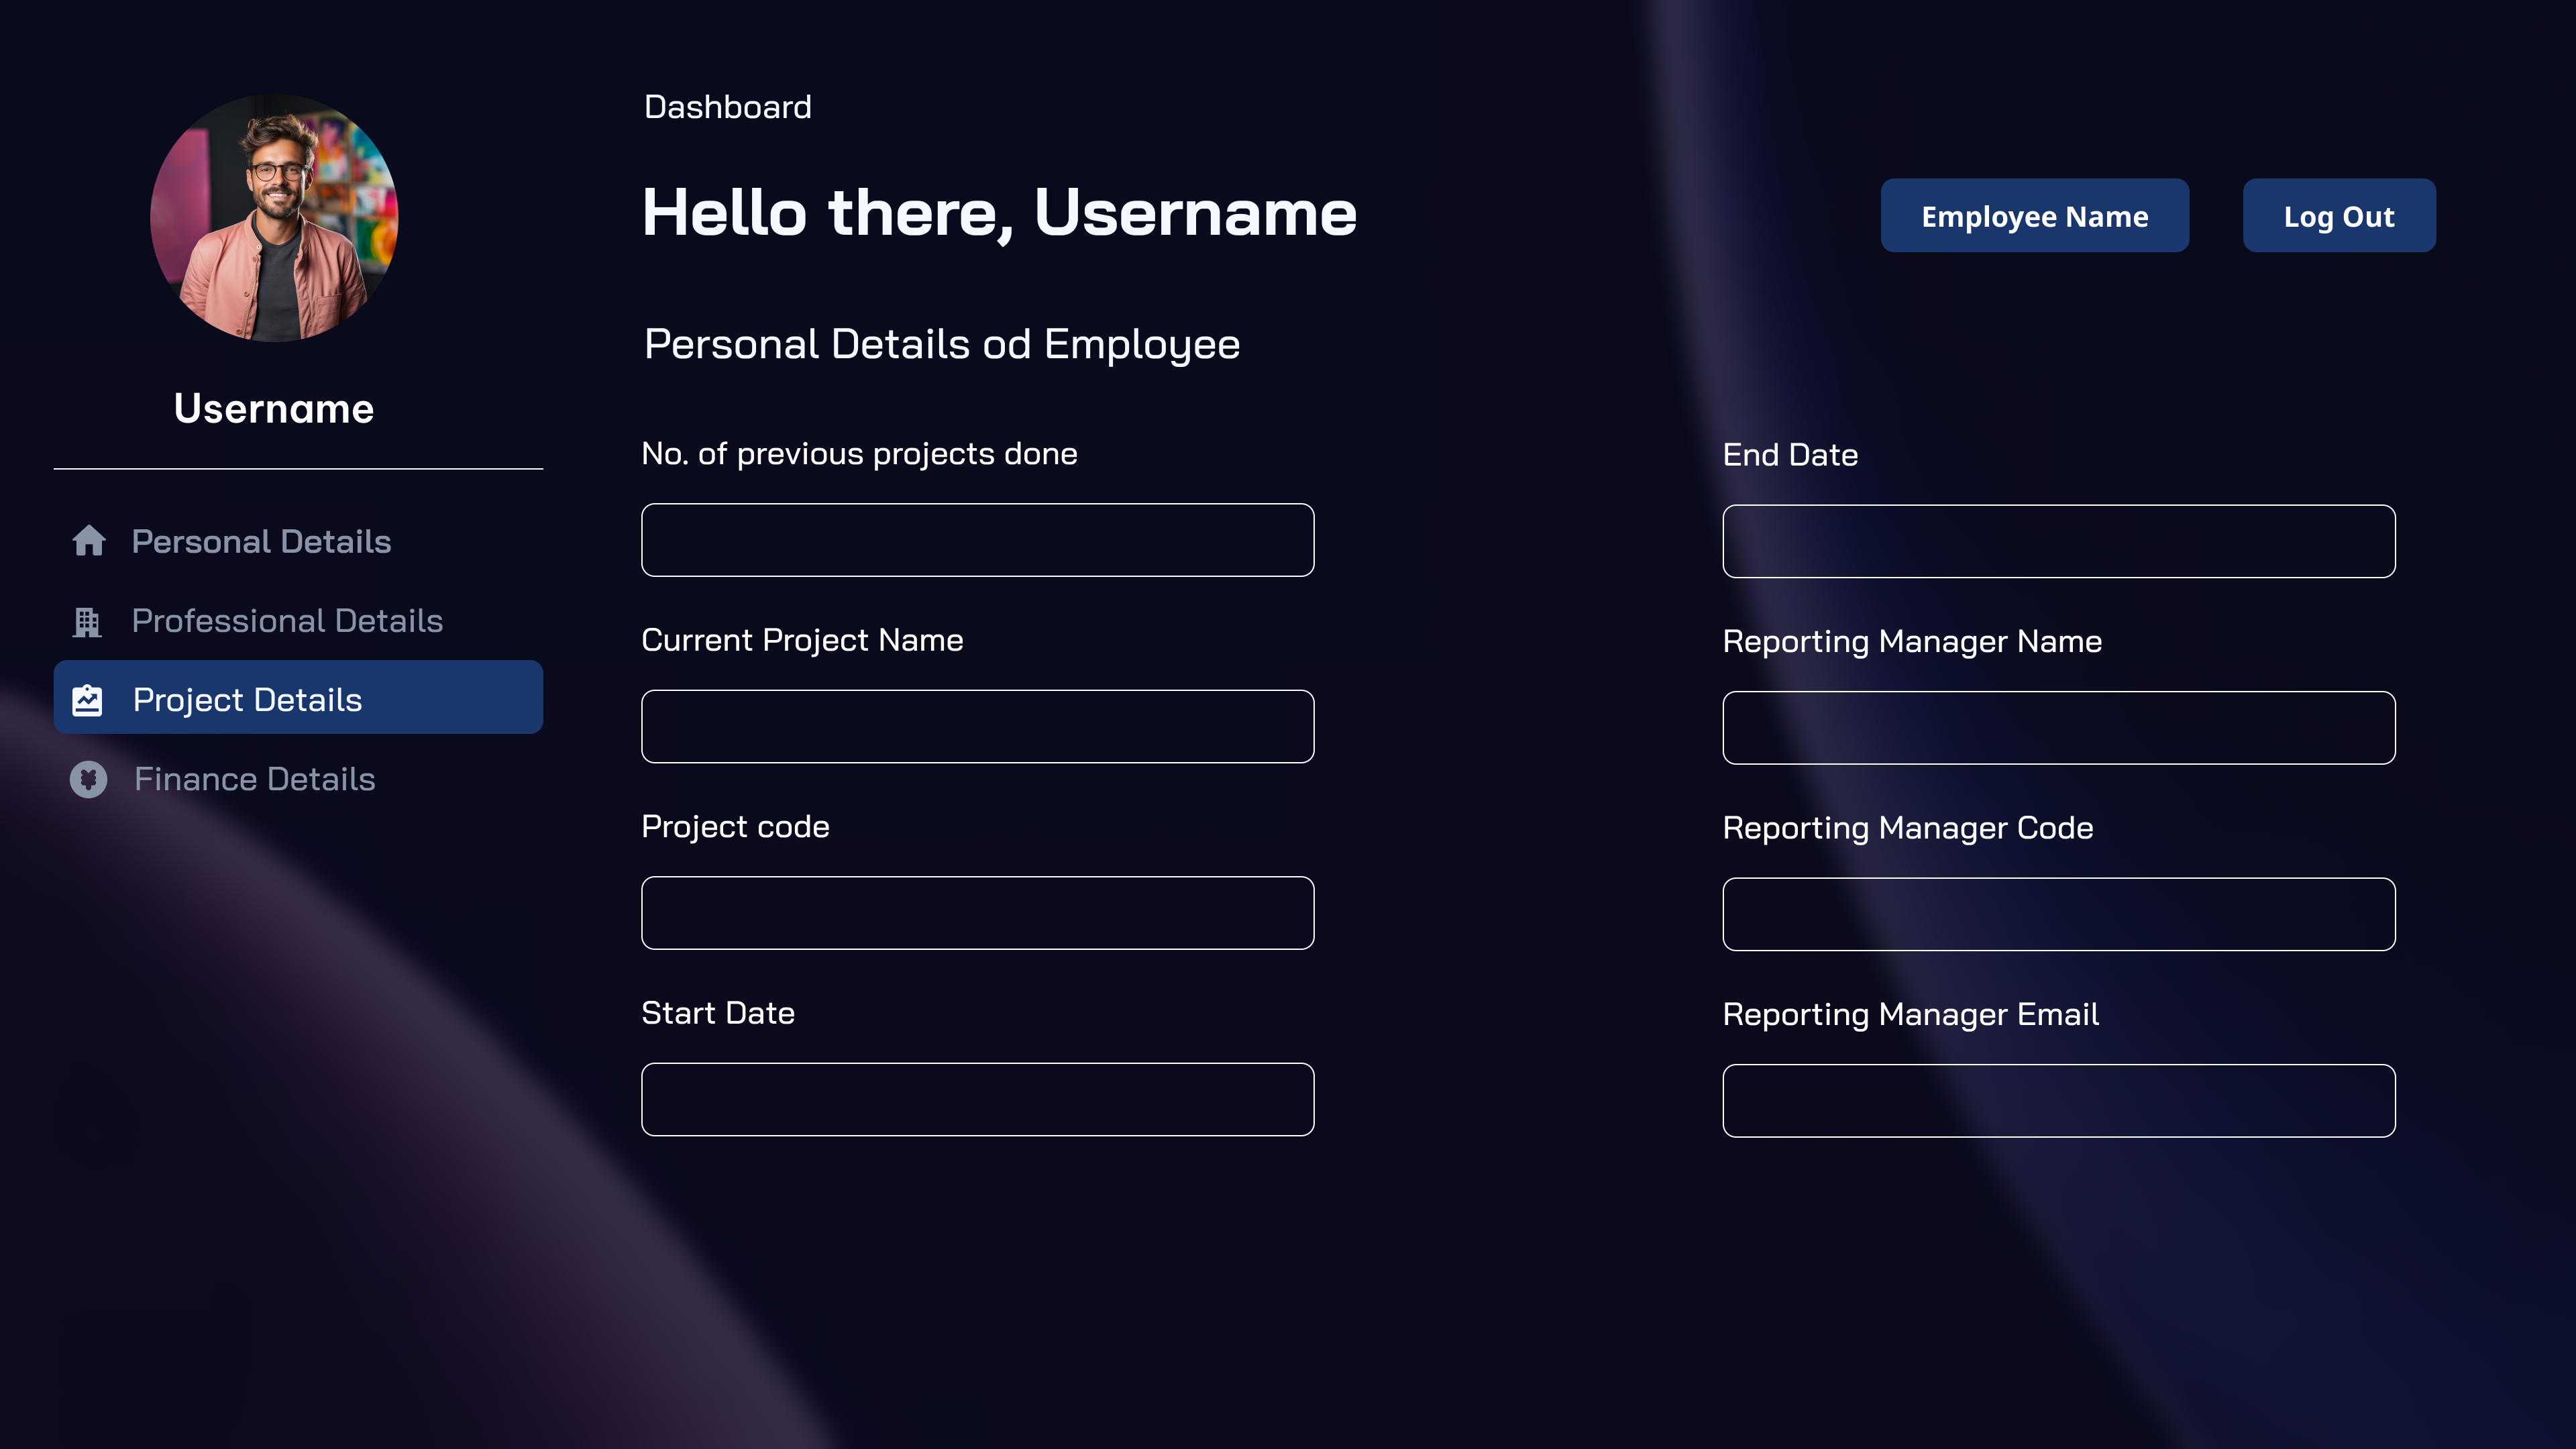 Dashboard
Hello there, Username
Employee Name
Log Out
Username
Personal Details
Professional Details
Project Details
Finance Details
Personal Details od Employee
No. of previous projects done
Current Project Name
Project code
Start Date
End Date
Reporting Manager Name
Reporting Manager Code
Reporting Manager Email